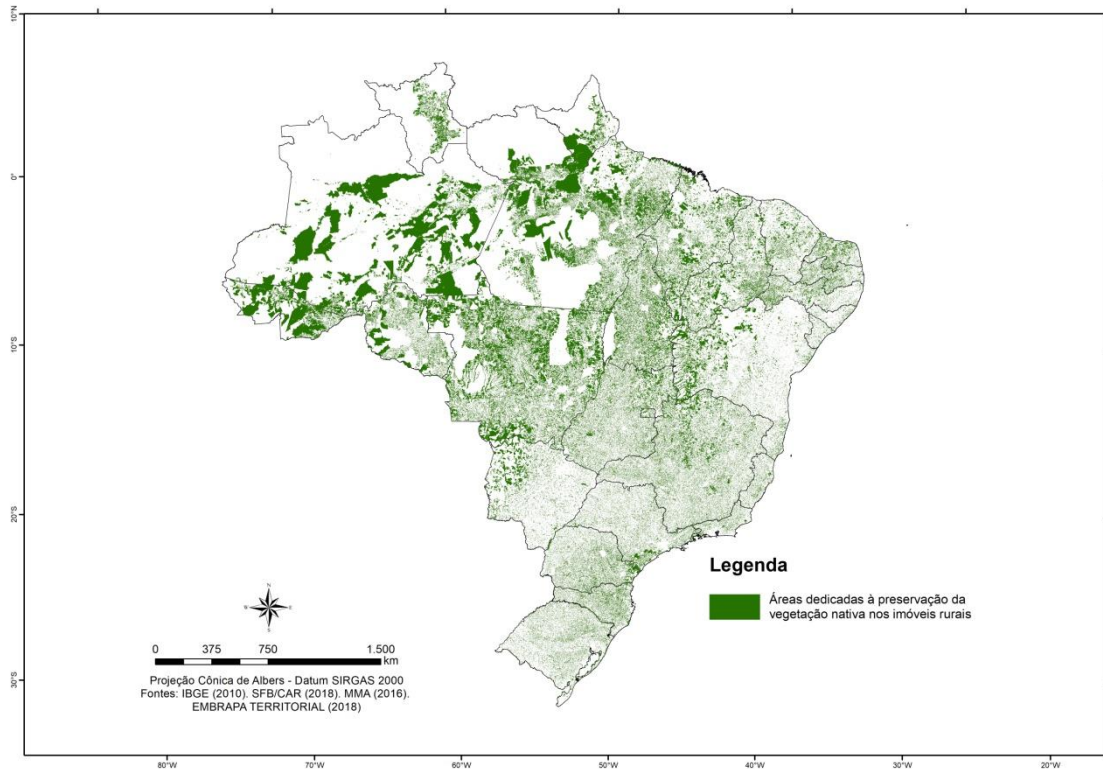 10°N
0°
10°S
20°S
30°S
N
W E
S
Legenda
Áreas dedicadas à preservação da
vegetação nativa nos imóveis rurais
0 375 750 1.500
km
Projeção Cônica de Albers - Datum SIRGAS 2000
Fontes: IBGE (2010). SFB/CAR (2018). MMA (2016).
EMBRAPA TERRITORIAL (2018)
80°W 70°W 60°W 50°W 40°W 30°W 20°W